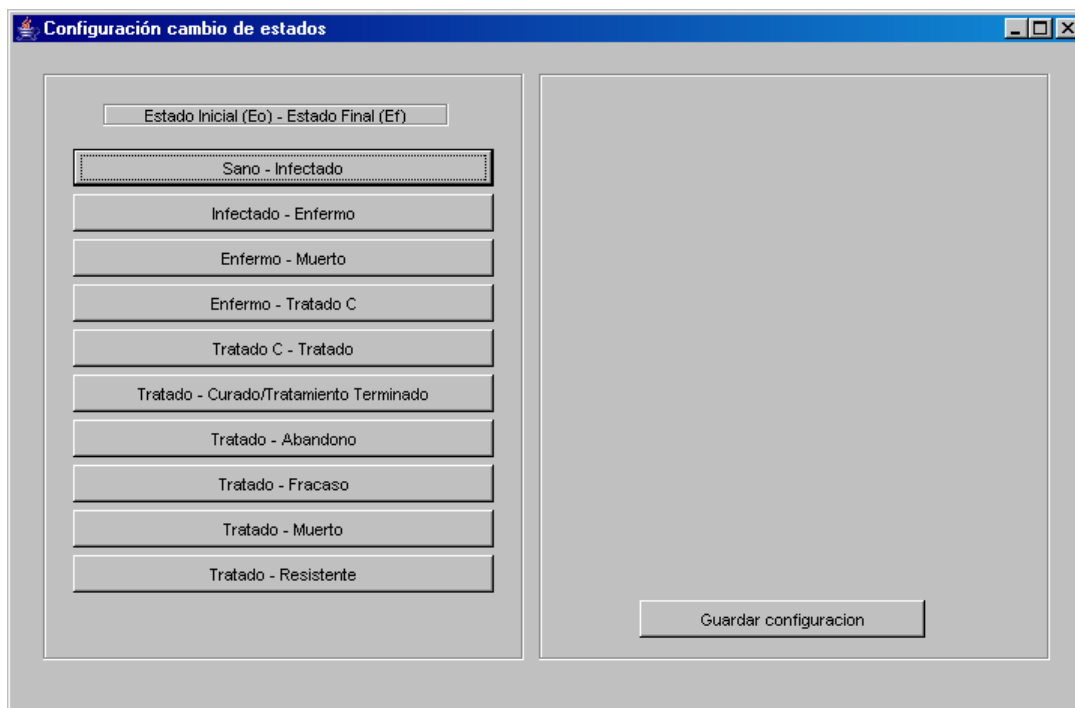 Configuración cambio de estados
Estado Inicial (Eo) - Estado Final (Ef)
Sano - Infectado
Infectado - Enfermo
Enfermo - Muerto
Enfermo - Tratado C
Tratado C - Tratado
Tratado - Curado/Tratamiento Terminado
Tratado - Abandono
Tratado - Fracaso
Tratado - Muerto
Tratado - Resistente
Guardar configuracion